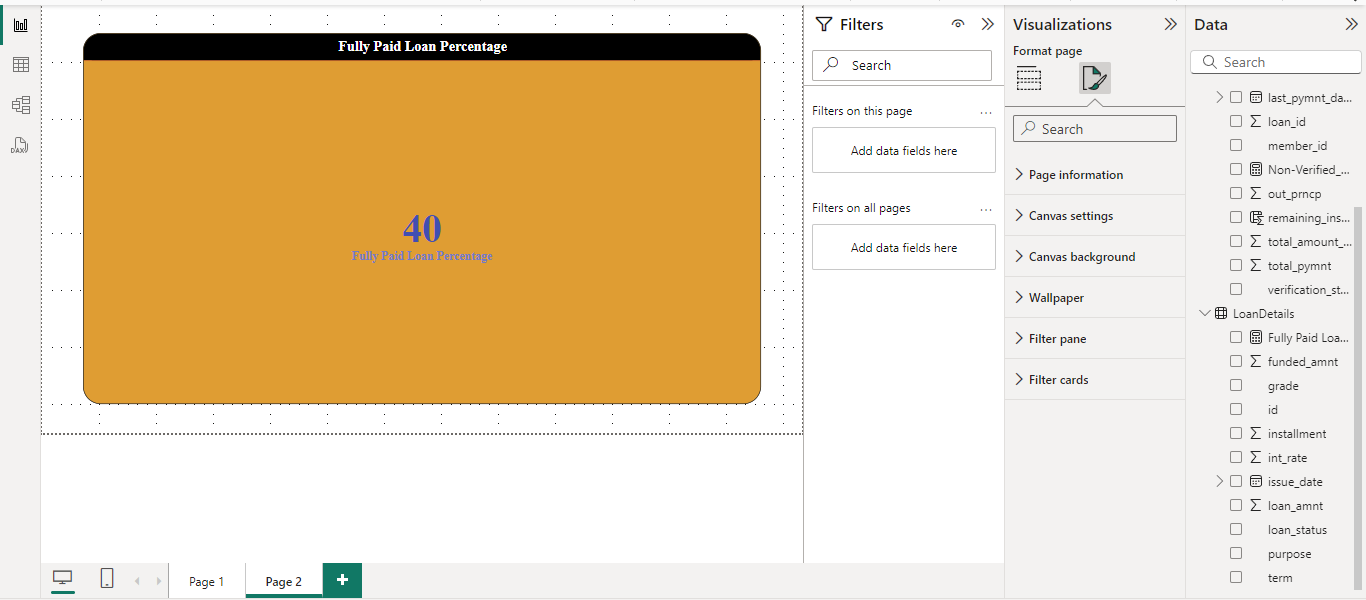 Fully Paid Loan Percentage
40
Fully Paid Loan Percentage
DAX
Page 1
Page 2
Filters
Search
Filters on this page
...
Add data fields here
Filters on all pages
...
Add data fields here
Visualizations
Format page
Search
Page information
Canvas settings
Canvas background
Wallpaper
Filter pane
Filter cards
Data
Search
last_pymnt_da...
loan_id
member_id
Non-Verified_...
out_prncp
remaining_ins...
total_amount_...
total_pymnt
verification_st...
LoanDetails
Fully Paid Loa...
funded_amnt
grade
id
installment
int_rate
issue_date
loan_amnt
loan_status
purpose
term